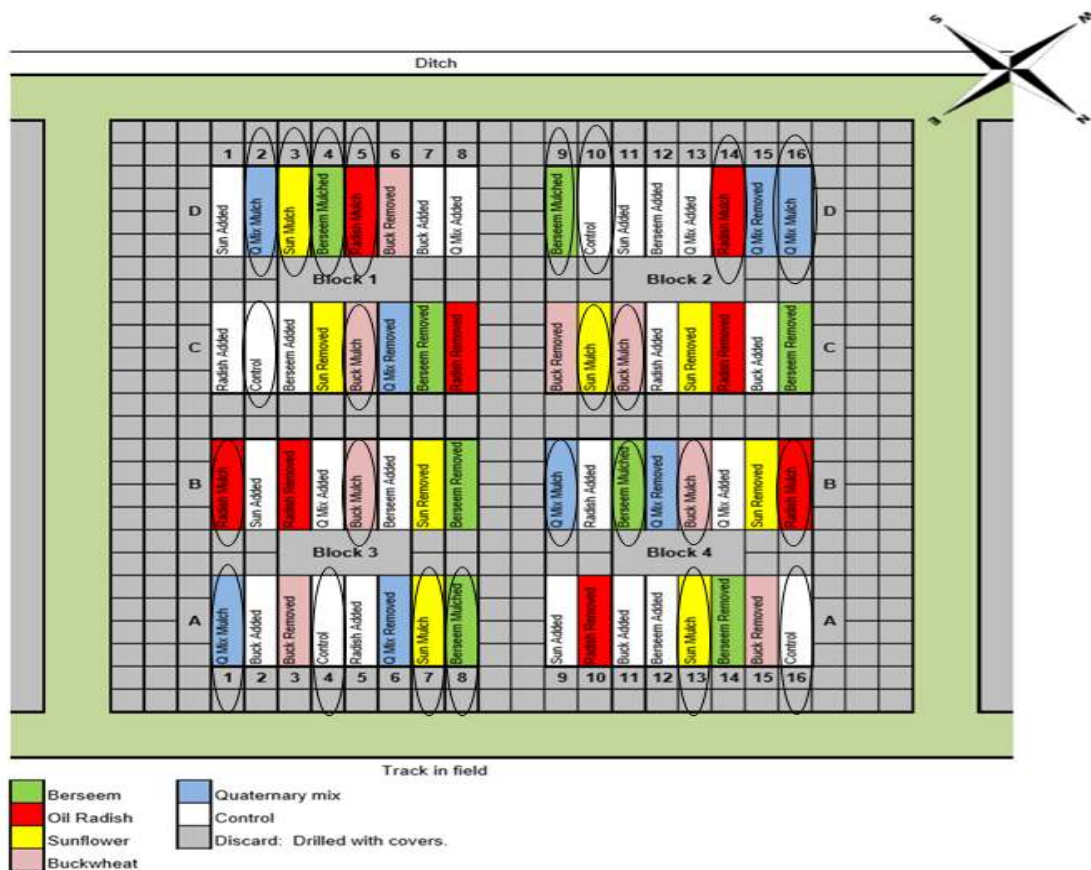 S
W
E
N
Ditch
1 2 3 4 5 6 7 8 9 10 11 12 13 14 15 16
D
Sun Added
Q Mix Mulch
Sun Mulch
Berseem Mulched
Radish Mulch
Buck Removed
Buck Added
Q Mix Added
Berseem Mulched
Control
Sun Added
Berseem Added
Q Mix Added
Radish Mulch
Q Mix Removed
Q Mix Mulch
D
Block 1
Block 2
C
Radish Added
Control
Berseem Added
Sun Removed
Buck Mulch
Q Mix Removed
Berseem Removed
Radish Removed
Buck Removed
Sun Mulch
Buck Mulch
Radish Added
Sun Removed
Radish Removed
Buck Added
Berseem Removed
C
B
Radish Mulch
Sun Added
Radish Removed
Q Mix Added
Buck Mulch
Berseem Added
Sun Removed
Berseem Removed
Q Mix Mulch
Radish Added
Berseem Mulched
Q Mix Removed
Buck Mulch
Q Mix Added
Sun Removed
Radish Mulch
B
Block 3
Block 4
A
Q Mix Mulch
Buck Added
Buck Removed
Control
Radish Added
Q Mix Removed
Sun Mulch
Berseem Mulched
Sun Added
Radish Removed
Buck Added
Berseem Added
Sun Mulch
Berseem Removed
Buck Removed
Control
A
1 2 3 4 5 6 7 8 9 10 11 12 13 14 15 16
Track in field
Berseem
Oil Radish
Sunflower
Buckwheat
Quaternary mix
Control
Discard: Drilled with covers.